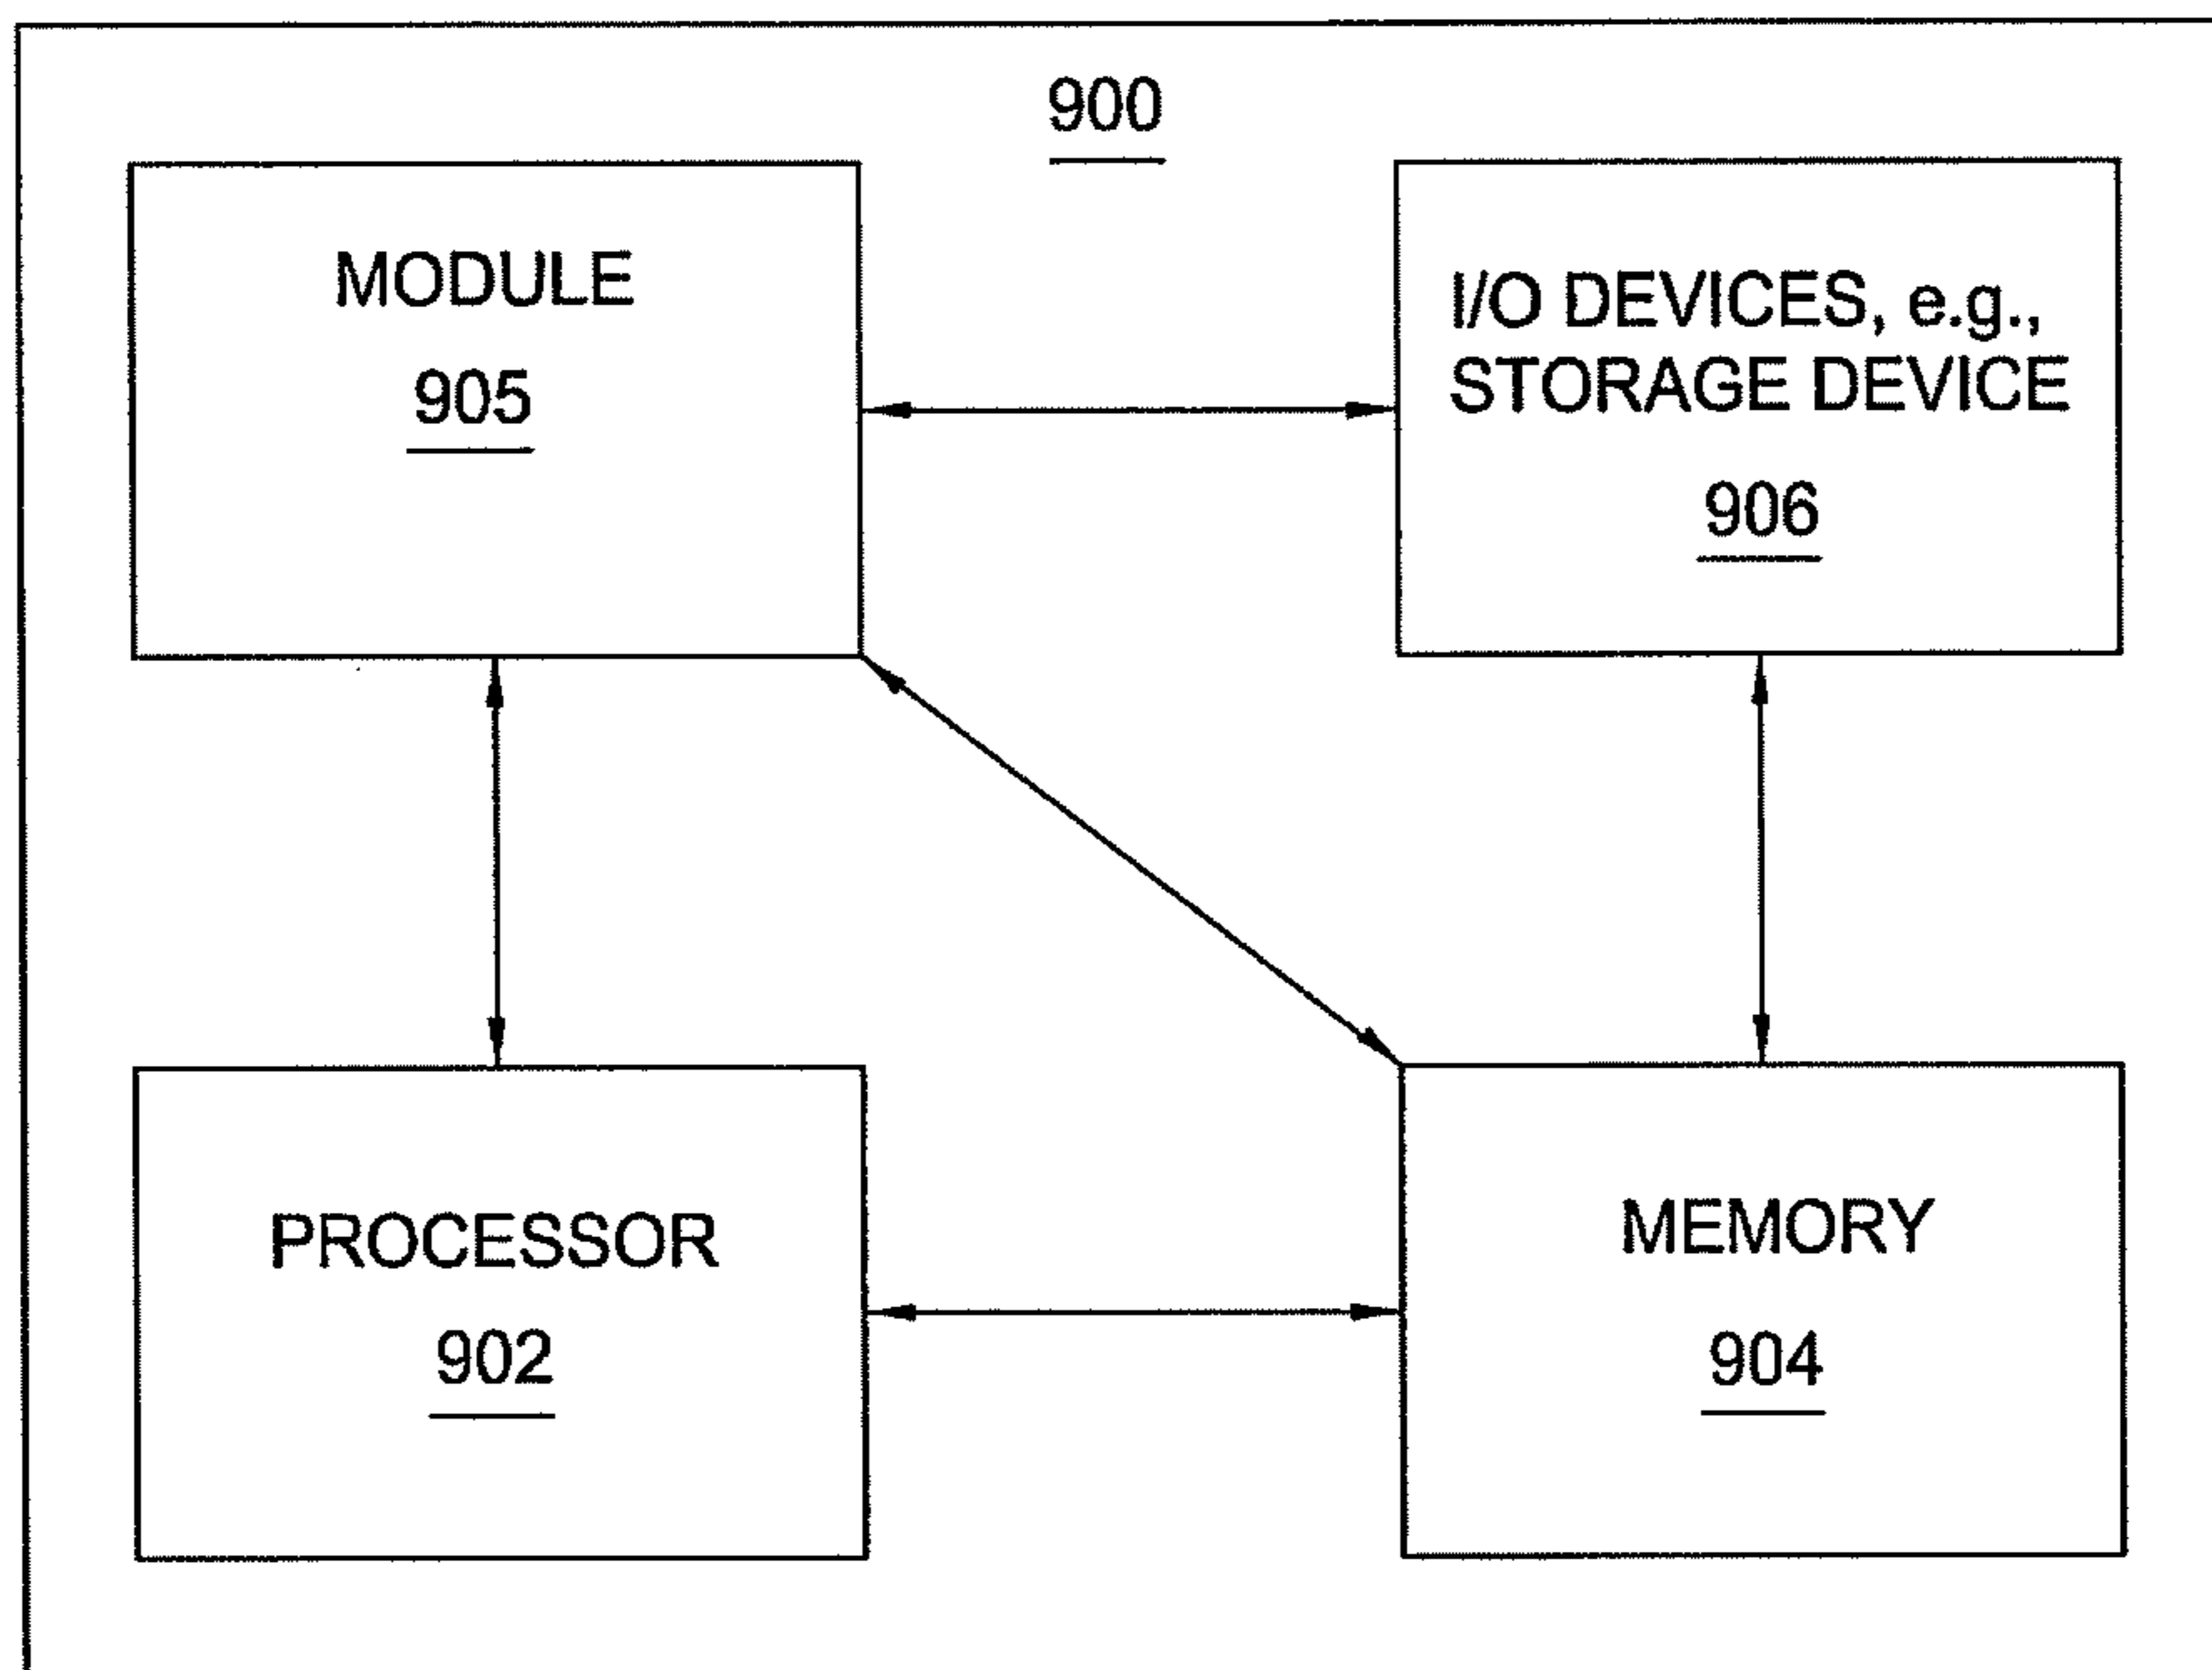 900
MODULE
905
I/O DEVICES, e.g.,
STORAGE DEVICE
906
PROCESSOR
902
MEMORY
904